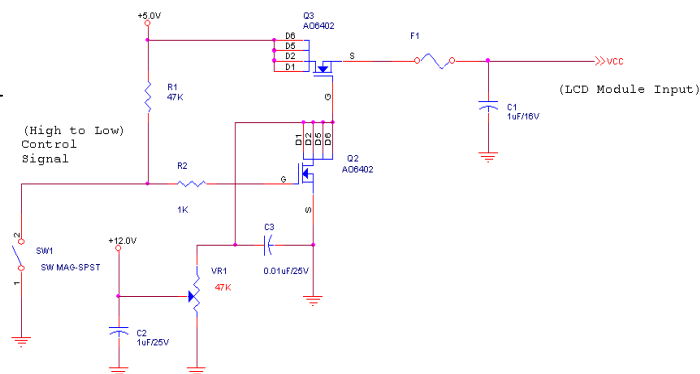 +5.0V
Q3
AO6402
D6
D5
D2
D1
S
G
F1
VCC
(LCD Module Input)
R1
47K
C1
1uF/16V
(High to Low)
Control
Signal
D1
D2
D5
D6
R2
1K
G
Q2
AO6402
S
2
SW1
SW MAG-SPST
1
+12.0V
C3
0.01uF/25V
VR1
47K
C2
1uF/25V